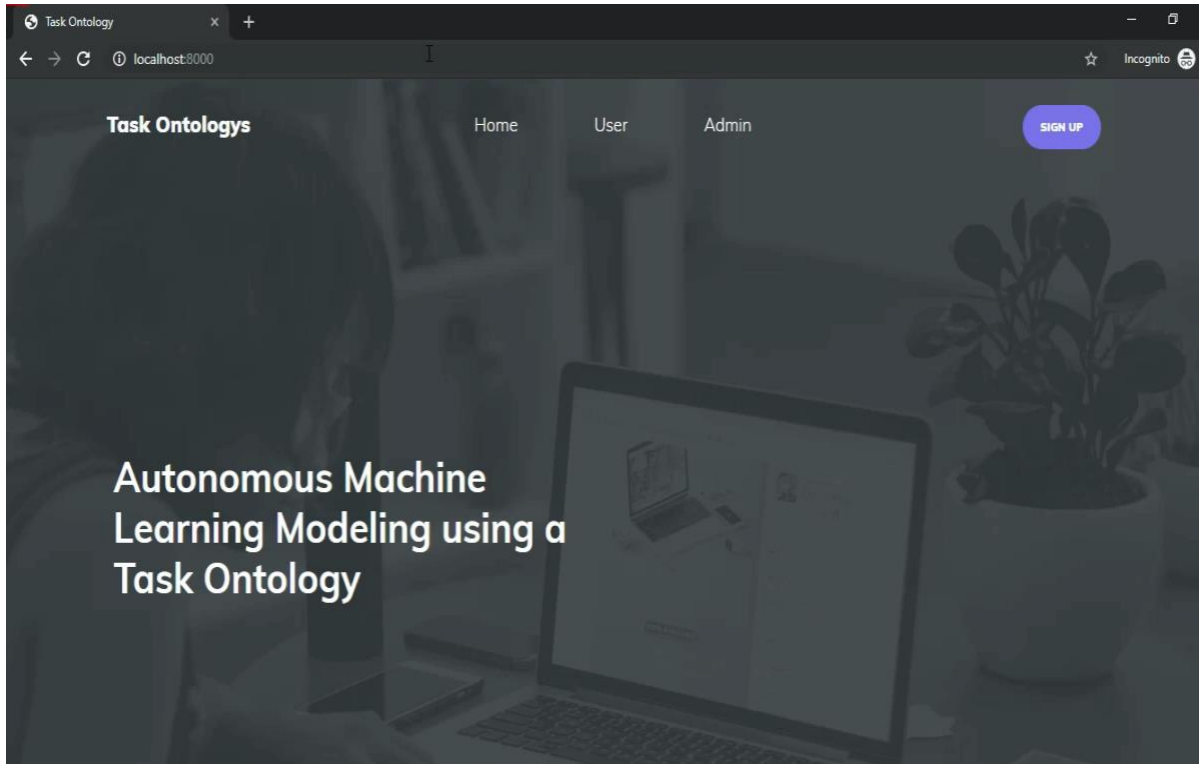 Task Ontology
localhost:8000
Incognito
Task Ontologys
Home
User
Admin
SIGN UP
Autonomous Machine
Learning Modeling using a
Task Ontology